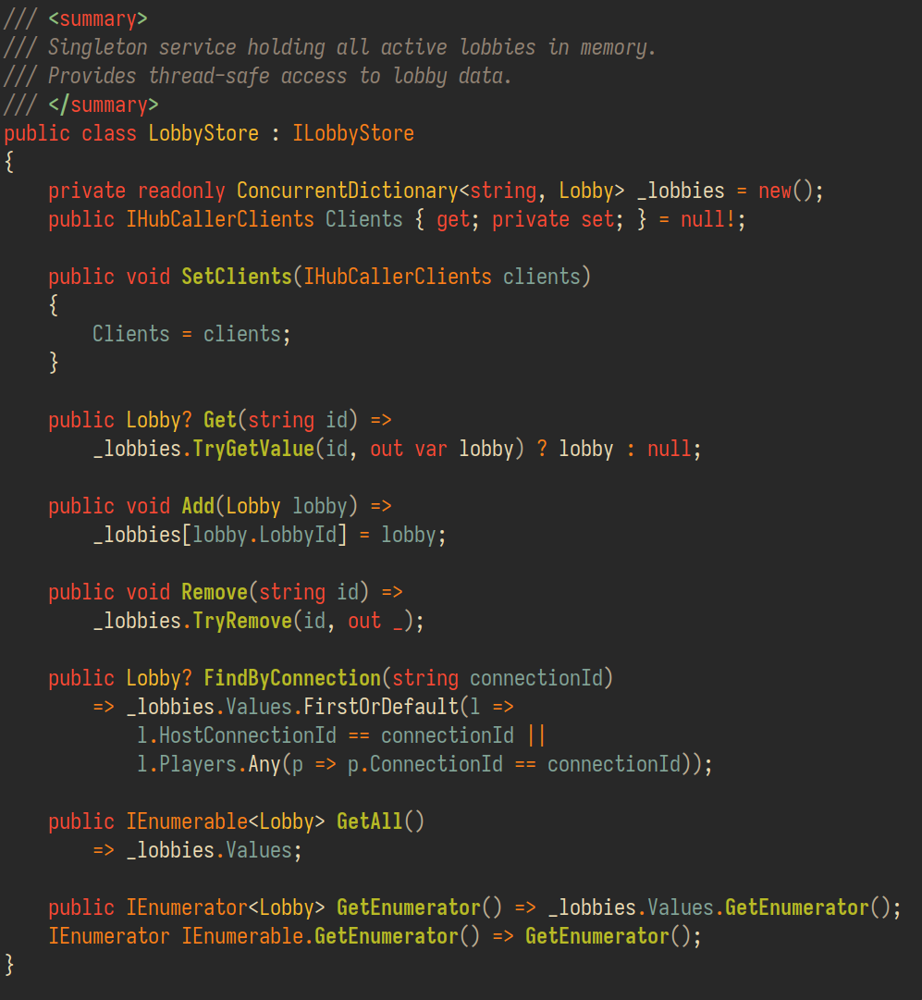 /// <summary>
/// Singleton service holding all active lobbies in memory.
/// Provides thread-safe access to lobby data.
/// </summary>
public class LobbyStore : ILobbyStore
{
    private readonly ConcurrentDictionary<string, Lobby> _lobbies = new();
    public IHubCallerClients Clients { get; private set; } = null!;

    public void SetClients(IHubCallerClients clients)
    {
        Clients = clients;
    }

    public Lobby? Get(string id) =>
        _lobbies.TryGetValue(id, out var lobby) ? lobby : null;

    public void Add(Lobby lobby) =>
        _lobbies[lobby.LobbyId] = lobby;

    public void Remove(string id) =>
        _lobbies.TryRemove(id, out _);

    public Lobby? FindByConnection(string connectionId)
        => _lobbies.Values.FirstOrDefault(l =>
            l.HostConnectionId == connectionId ||
            l.Players.Any(p => p.ConnectionId == connectionId));

    public IEnumerable<Lobby> GetAll()
        => _lobbies.Values;

    public IEnumerator<Lobby> GetEnumerator() => _lobbies.Values.GetEnumerator();
    IEnumerator IEnumerable.GetEnumerator() => GetEnumerator();
}